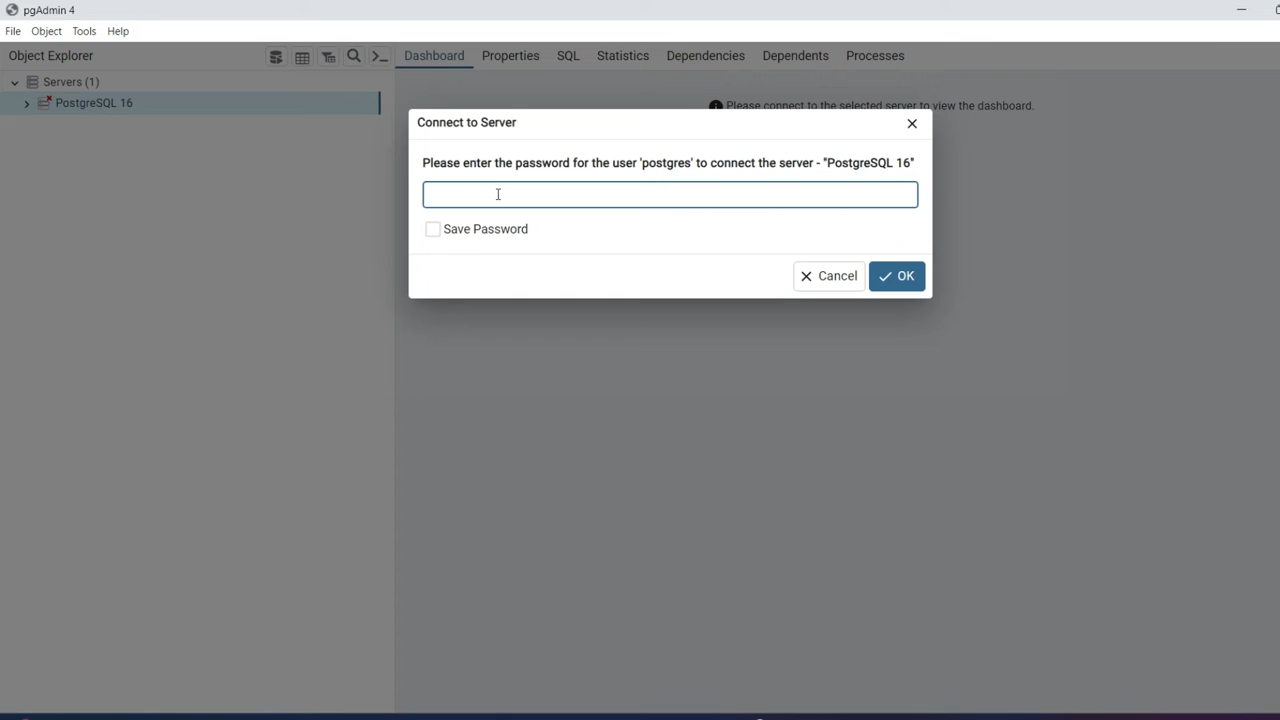 pgAdmin 4
File Object Tools Help
Object Explorer
Dashboard Properties SQL Statistics Dependencies Dependents Processes
Servers (1)
PostgreSQL 16
Please connect to the selected server to view the dashboard.
Connect to Server
Please enter the password for the user 'postgres' to connect the server - "PostgreSQL 16"
Save Password
Cancel OK